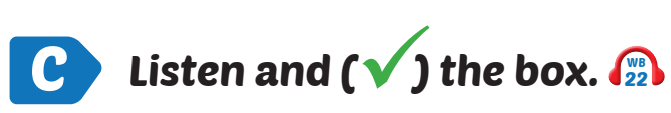 C Listen and (✓) the box. WB 22